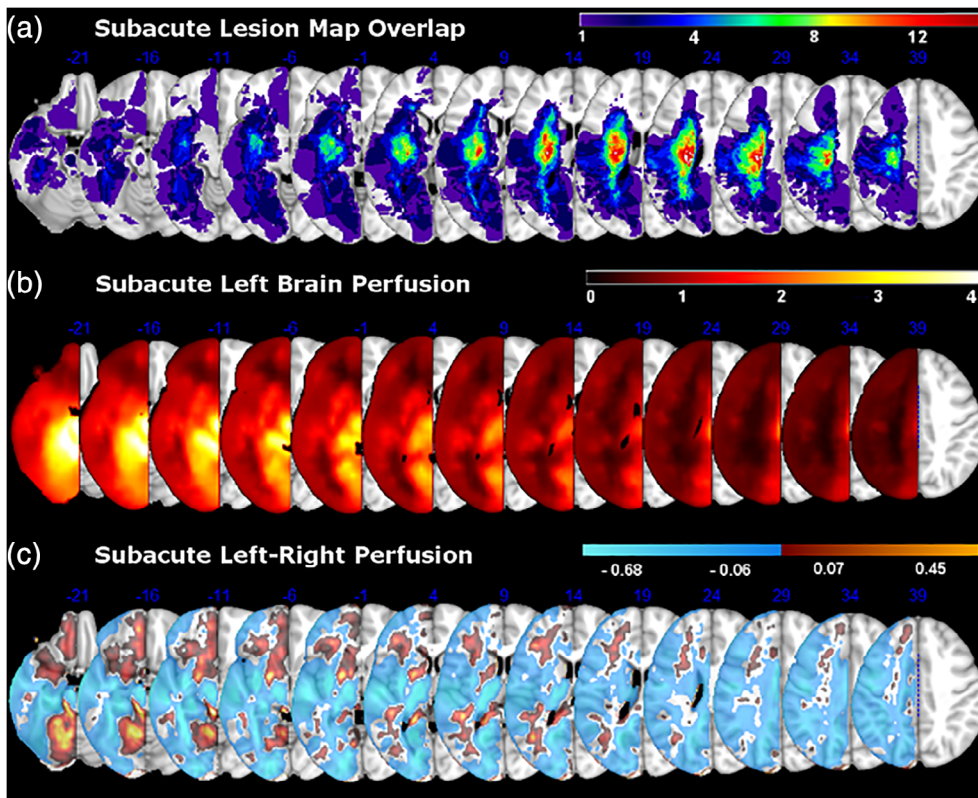 (a) Subacute Lesion Map Overlap
1 4 8 12
-21 -16 -11 -6 -1 4 9 14 19 24 29 34 39
(b) Subacute Left Brain Perfusion
0 1 2 3 4
-21 -16 -11 -6 -1 4 9 14 19 24 29 34 39
(c) Subacute Left-Right Perfusion
-0.68 -0.06 0.07 0.45
-21 -16 -11 -6 -1 4 9 14 19 24 29 34 39